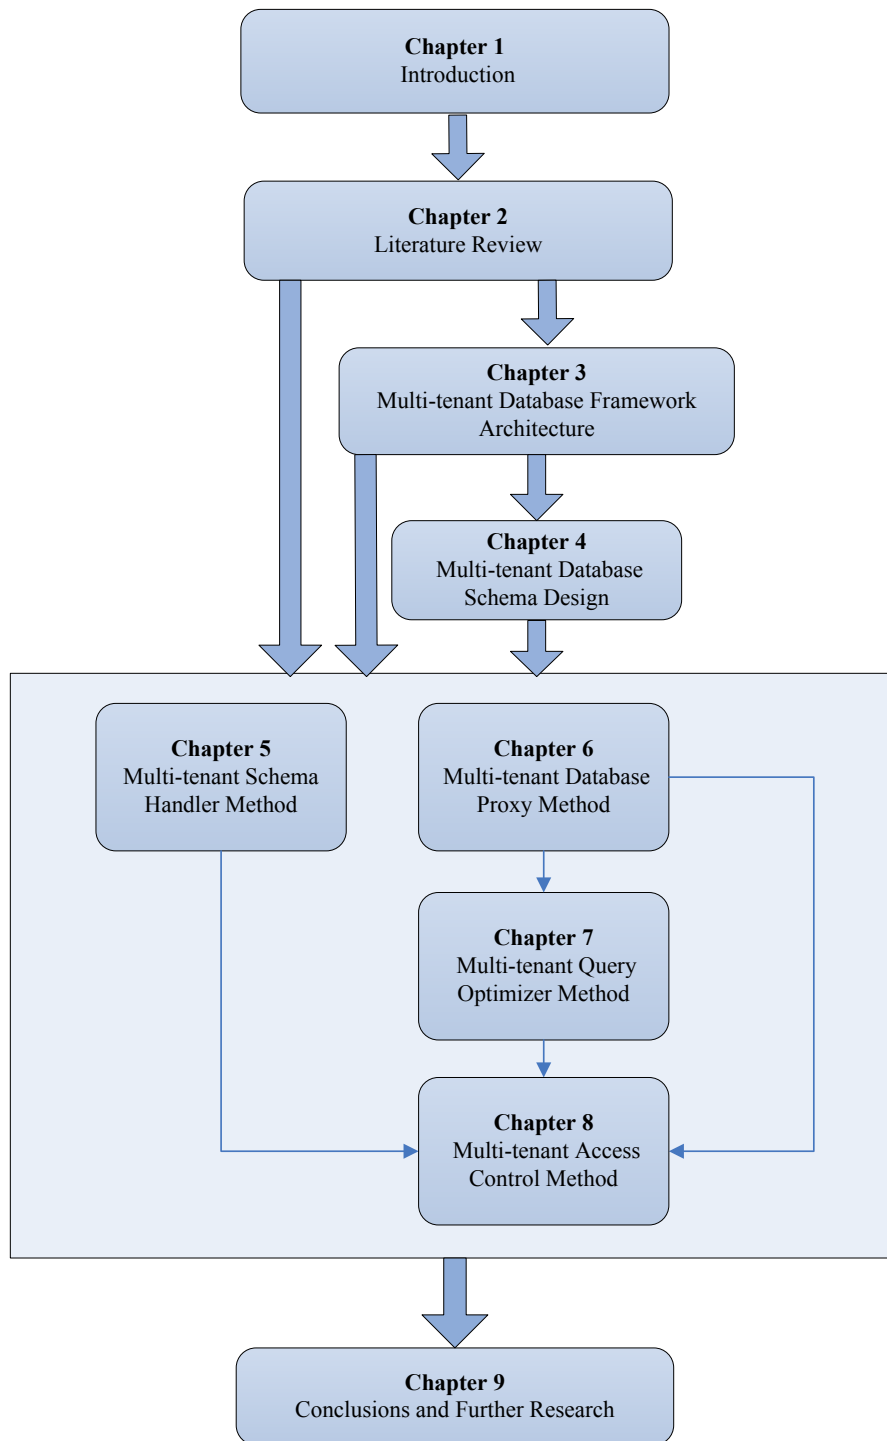 Chapter 1
Introduction
Chapter 2
Literature Review
Chapter 3
Multi-tenant Database Framework
Architecture
Chapter 4
Multi-tenant Database
Schema Design
Chapter 5
Multi-tenant Schema
Handler Method
Chapter 6
Multi-tenant Database
Proxy Method
Chapter 7
Multi-tenant Query
Optimizer Method
Chapter 8
Multi-tenant Access
Control Method
Chapter 9
Conclusions and Further Research